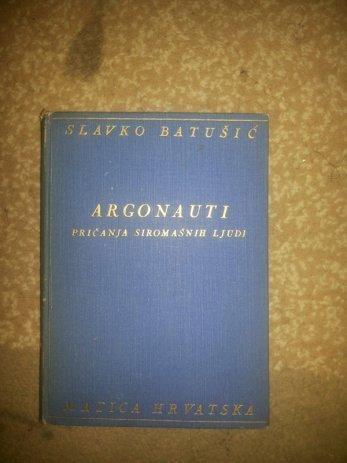 SLAVKO BATUŠIĆ
ARGONAUTI
PRIČANJA SIROMAŠNIH LJUDI
MATICA HRVATSKA